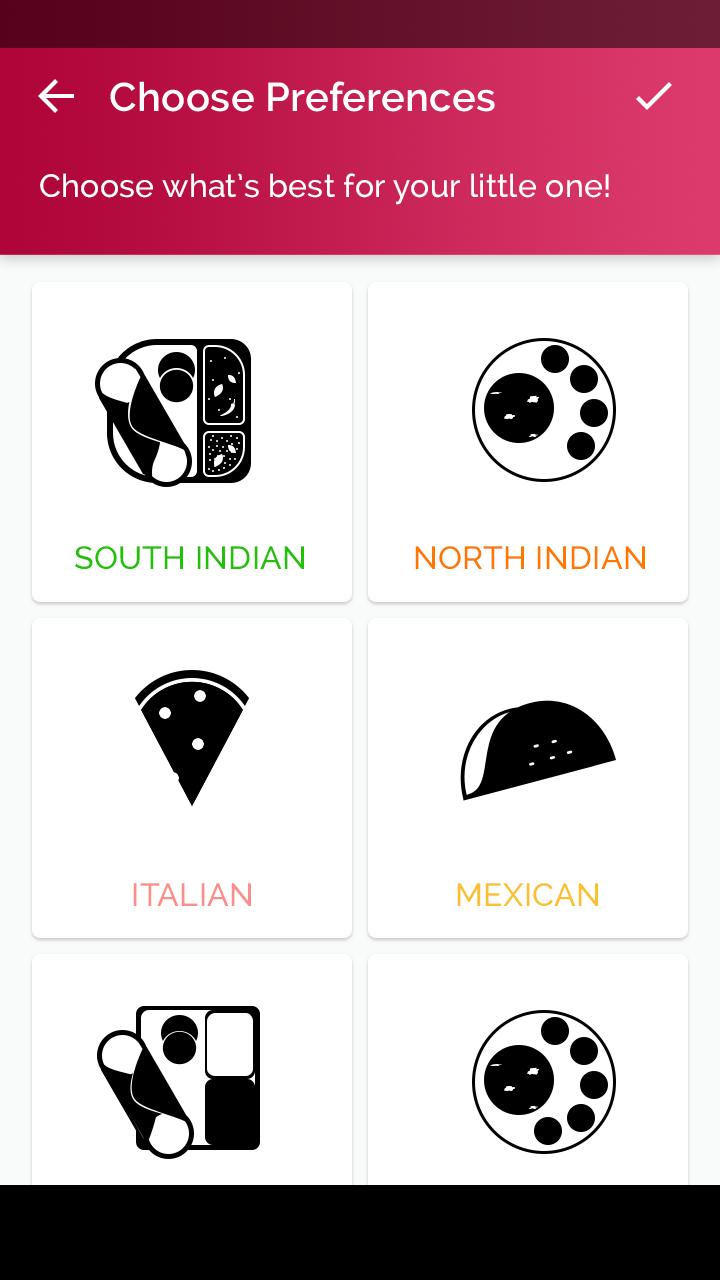 Choose Preferences
Choose what's best for your little one!
SOUTH INDIAN
NORTH INDIAN
ITALIAN
MEXICAN